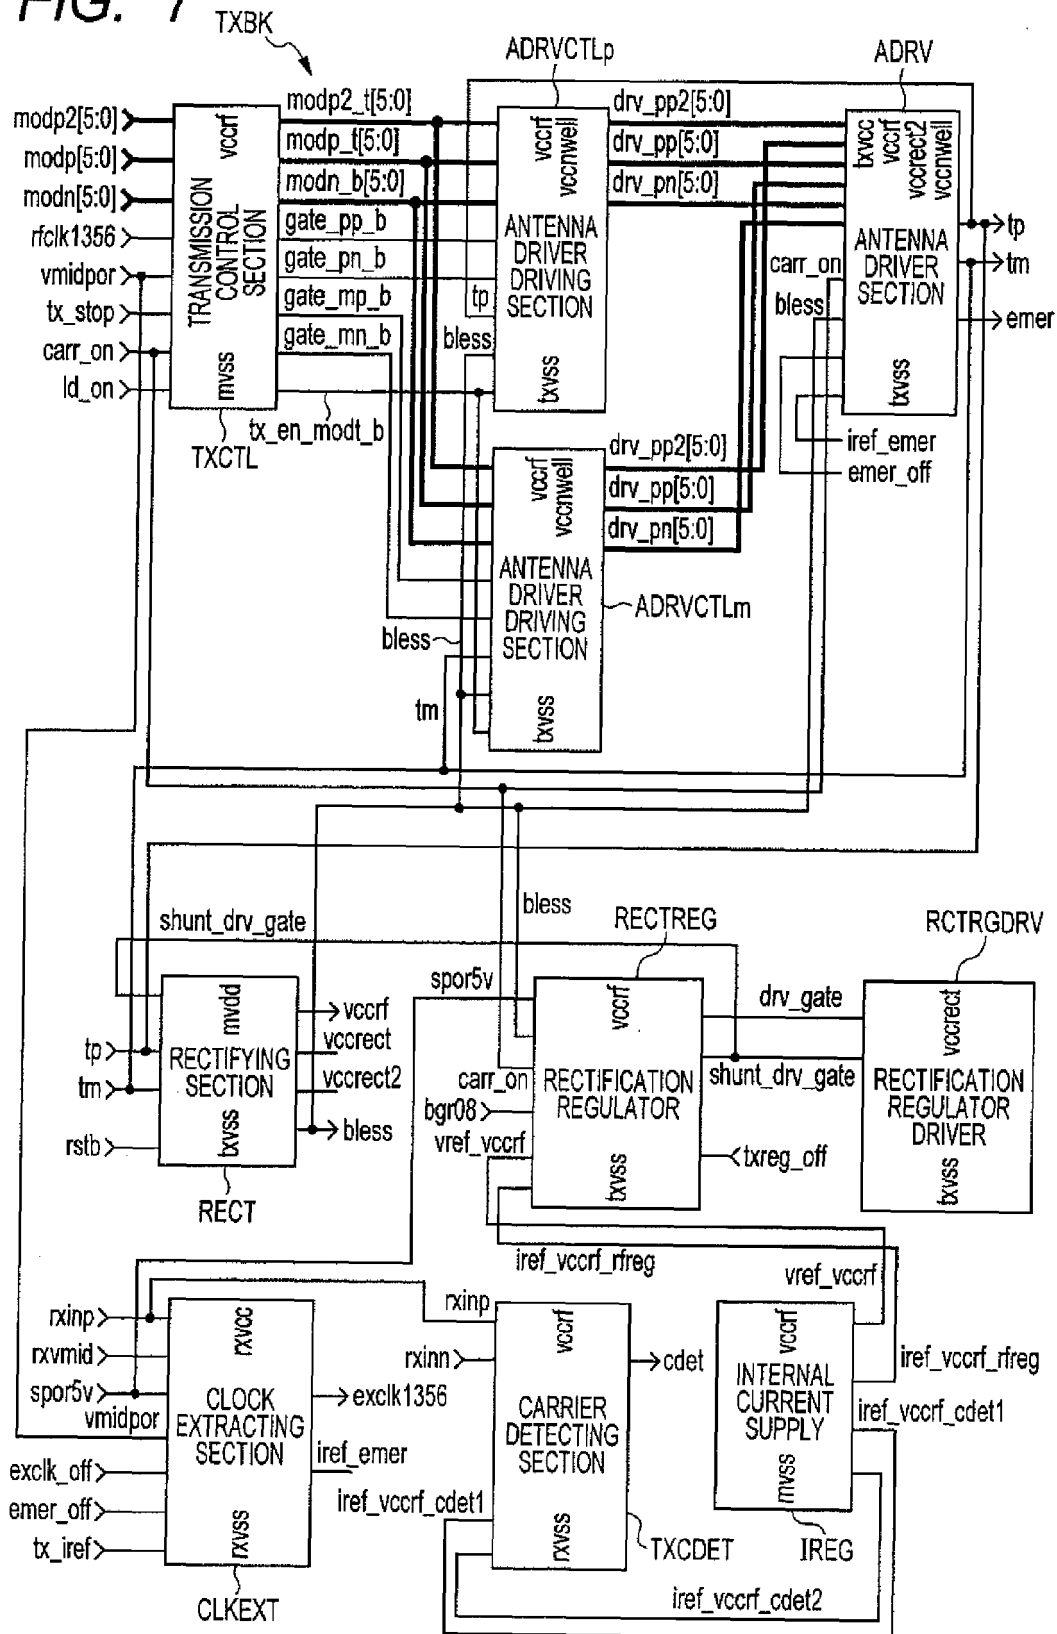 FIG. 7
TXBK
ADRVCTLp
ADRV
modp2[5:0]
modp[5:0]
modn[5:0]
rfclk1356
vmidpor
tx_stop
carr_on
ld_on
vccrf
TRANSMISSION
CONTROL
SECTION
mvss
TXCTL
modp2_t[5:0]
modp_t[5:0]
modn_b[5:0]
gate_pp_b
gate_pn_b
gate_mp_b
gate_mn_b
tx_en_modt_b
tp
bless
vccrf
vccnwell
ANTENNA
DRIVER
DRIVING
SECTION
txvss
drv_pp2[5:0]
drv_pp[5:0]
drv_pn[5:0]
carr_on
bless
txvcc
vccrf
vccrect2
vccnwell
ANTENNA
DRIVER
SECTION
txvss
tp
tm
emer
iref_emer
emer_off
vccrf
vccnwell
ANTENNA
DRIVER
DRIVING
SECTION
txvss
drv_pp2[5:0]
drv_pp[5:0]
drv_pn[5:0]
ADRVCTLm
bless
tm
bless
shunt_drv_gate
RECTREG
RCTRGDRV
tp
tm
rstb
mvdd
RECTIFYING
SECTION
txvss
RECT
vccrf
vccrect
vccrect2
bless
spor5v
carr_on
bgr08
vref_vccrf
vccrf
RECTIFICATION
REGULATOR
txvss
drv_gate
shunt_drv_gate
txreg_off
vccrect
RECTIFICATION
REGULATOR
DRIVER
txvss
iref_vccrf_rfreg
vref_vccrf
rxinp
rxvmid
spor5v
vmidpor
exclk_off
emer_off
tx_iref
rxvcc
CLOCK
EXTRACTING
SECTION
rxvss
CLKEXT
exclk1356
iref_emer
iref_vccrf_cdet1
rxinp
rxinn
vccrf
CARRIER
DETECTING
SECTION
rxvss
cdet
TXCDET
vccrf
INTERNAL
CURRENT
SUPPLY
mvss
IREG
iref_vccrf_rfreg
iref_vccrf_cdet1
iref_vccrf_cdet2